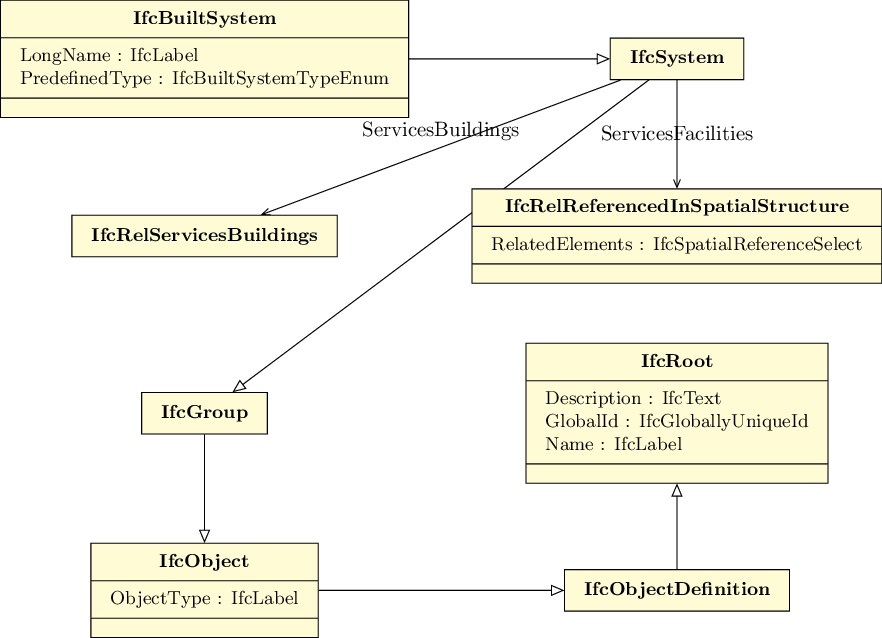 IfcBuiltSystem
LongName : IfcLabel
PredefinedType : IfcBuiltSystemTypeEnum
IfcSystem
ServicesBuildings
ServicesFacilities
IfcRelServicesBuildings
IfcRelReferencedInSpatialStructure
RelatedElements : IfcSpatialReferenceSelect
IfcRoot
Description : IfcText
GlobalId : IfcGloballyUniqueId
Name : IfcLabel
IfcGroup
IfcObject
ObjectType : IfcLabel
IfcObjectDefinition